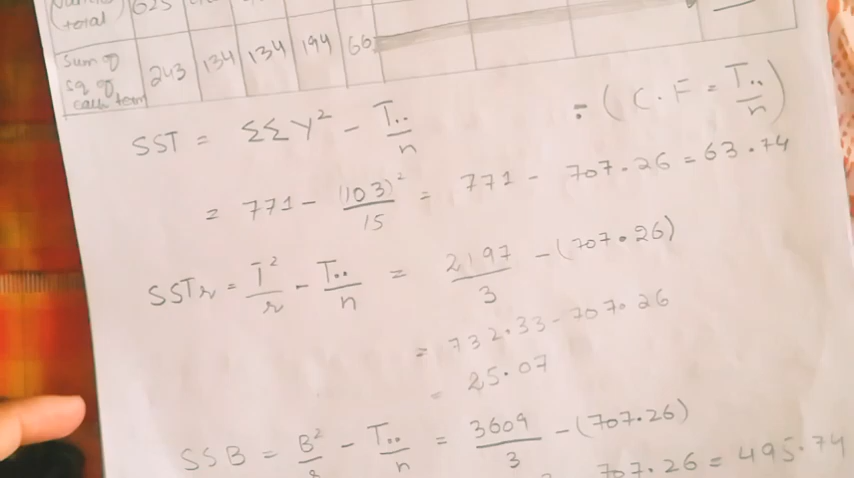 (total) 625
Sum of sq of each term 243 134 134 194 66
SST = ΣΣY² - T../n ÷ (C.F = T../n)
= 771 - (103)²/15 = 771 - 707.26 = 63.74
SSTr = T²/r - T../n = 2197/3 - (707.26)
= 732.33 - 707.26
= 25.07
SSB = B²/ - T../n = 3609/3 - (707.26)
707.26 = 495.74